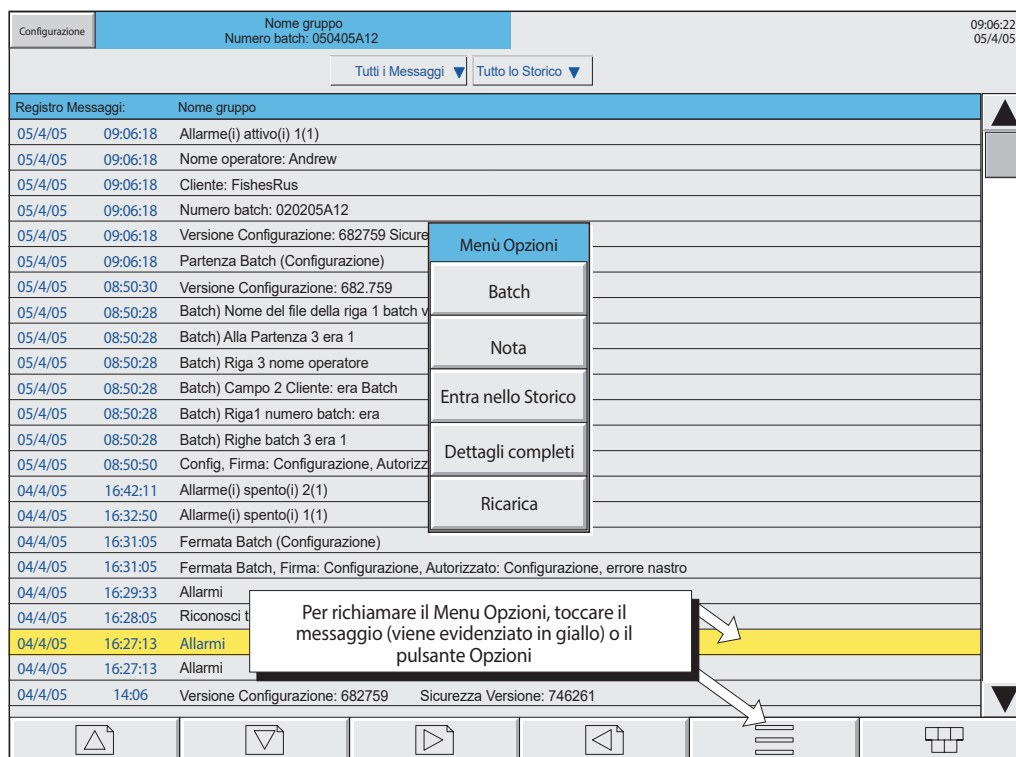 Configurazione
Nome gruppo
Numero batch: 050405A12
09:06:22
05/4/05
Tutti i Messaggi
Tutto lo Storico
Registro Messaggi: Nome gruppo
05/4/05 09:06:18 Allarme(i) attivo(i) 1(1)
05/4/05 09:06:18 Nome operatore: Andrew
05/4/05 09:06:18 Cliente: FishesRus
05/4/05 09:06:18 Numero batch: 020205A12
05/4/05 09:06:18 Versione Configurazione: 682759 Sicure
05/4/05 09:06:18 Partenza Batch (Configurazione)
05/4/05 08:50:30 Versione Configurazione: 682.759
05/4/05 08:50:28 Batch) Nome del file della riga 1 batch v
05/4/05 08:50:28 Batch) Alla Partenza 3 era 1
05/4/05 08:50:28 Batch) Riga 3 nome operatore
05/4/05 08:50:28 Batch) Campo 2 Cliente: era Batch
05/4/05 08:50:28 Batch) Riga1 numero batch: era
05/4/05 08:50:28 Batch) Righe batch 3 era 1
05/4/05 08:50:50 Config, Firma: Configurazione, Autorizz
04/4/05 16:42:11 Allarme(i) spento(i) 2(1)
04/4/05 16:32:50 Allarme(i) spento(i) 1(1)
04/4/05 16:31:05 Fermata Batch (Configurazione)
04/4/05 16:31:05 Fermata Batch, Firma: Configurazione, Autorizzato: Configurazione, errore nastro
04/4/05 16:29:33 Allarmi
04/4/05 16:28:05 Riconosci t
04/4/05 16:27:13 Allarmi
04/4/05 16:27:13 Allarmi
04/4/05 14:06 Versione Configurazione: 682759 Sicurezza Versione: 746261
Menù Opzioni
Batch
Nota
Entra nello Storico
Dettagli completi
Ricarica
Per richiamare il Menu Opzioni, toccare il
messaggio (viene evidenziato in giallo) o il
pulsante Opzioni